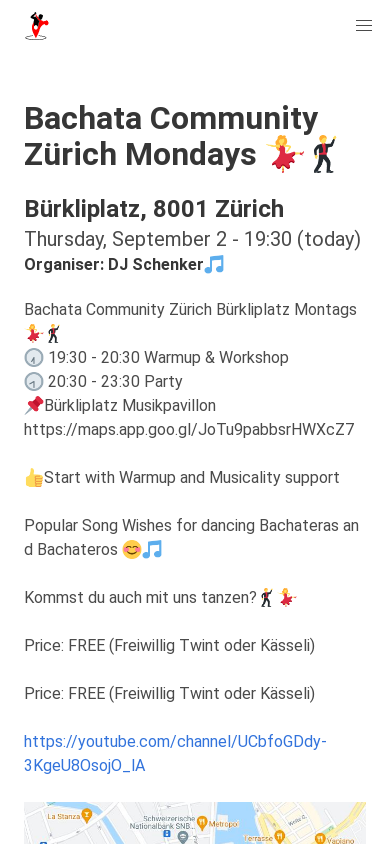 Bachata Community
Zürich Mondays 💃🕺
Bürkliplatz, 8001 Zürich
Thursday, September 2 - 19:30 (today)
Organiser: DJ Schenker🎵
Bachata Community Zürich Bürkliplatz Montags
💃🕺
🕢 19:30 - 20:30 Warmup & Workshop
🕣 20:30 - 23:30 Party
📌Bürkliplatz Musikpavillon
https://maps.app.goo.gl/JoTu9pabbsrHWXcZ7
👍Start with Warmup and Musicality support
Popular Song Wishes for dancing Bachateras an
d Bachateros 😊🎵
Kommst du auch mit uns tanzen?🕺💃
Price: FREE (Freiwillig Twint oder Kässeli)
Price: FREE (Freiwillig Twint oder Kässeli)
https://youtube.com/channel/UCbfoGDdy-
3KgeU8OsojO_lA
La Stanza
Schweizerische
Nationalbank SNB ...
Metropol
Terrasse
Vapiano